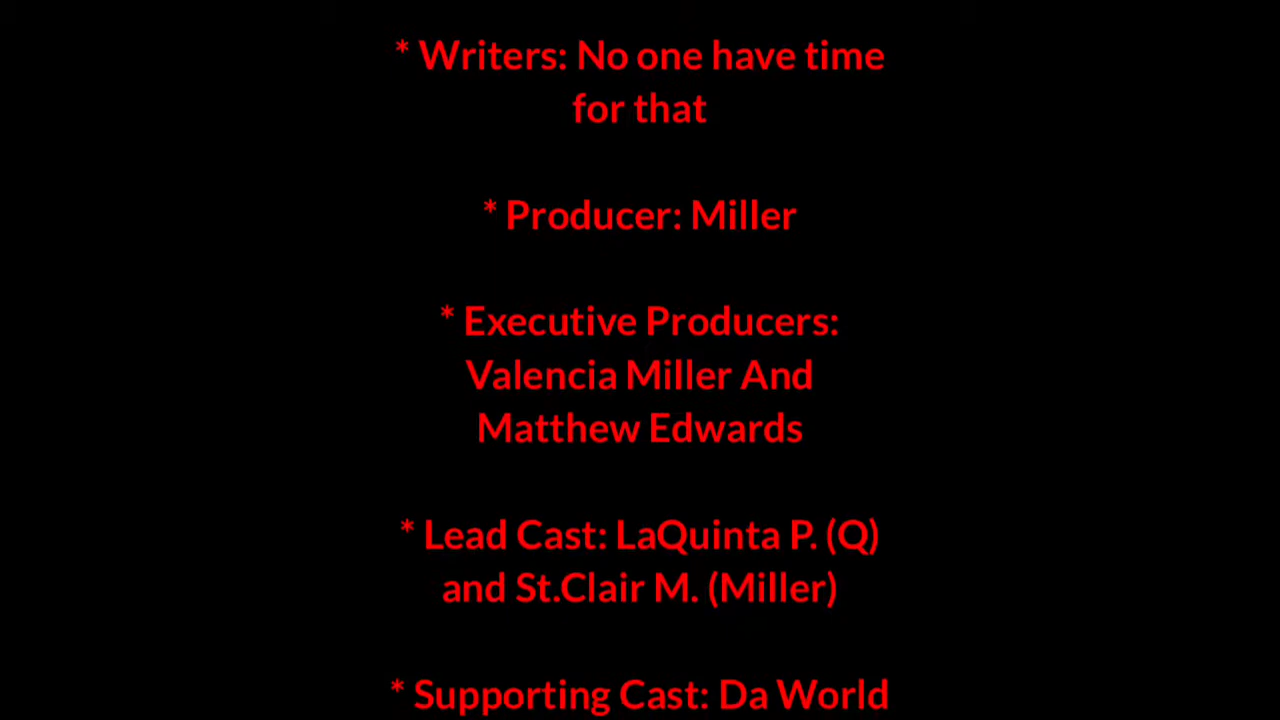 * Writers: No one have time
for that
* Producer: Miller
* Executive Producers:
Valencia Miller And
Matthew Edwards
* Lead Cast: LaQuinta P. (Q)
and St.Clair M. (Miller)
* Supporting Cast: Da World